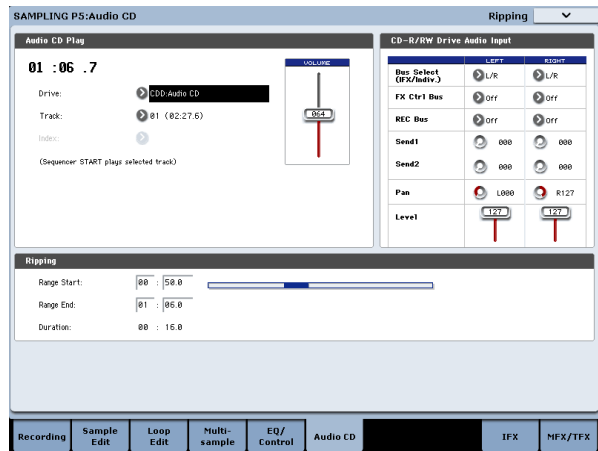 SAMPLING P5:Audio CD Ripping
Audio CD Play
01 :06 .7
VOLUME
064
Drive: CDD:Audio CD
Track: 01 (02:27.6)
Index:
(Sequencer START plays selected track)
CD-R/RW Drive Audio Input
LEFT RIGHT
Bus Select (IFX/Indiv.) L/R L/R
FX Ctrl Bus Off Off
REC Bus Off Off
Send1 000 000
Send2 000 000
Pan L000 R127
Level 127 127
Ripping
Range Start: 00 : 50.0
Range End: 01 : 06.0
Duration: 00 : 16.0
Recording Sample Edit Loop Edit Multi-sample EQ/Control Audio CD IFX MFX/TFX